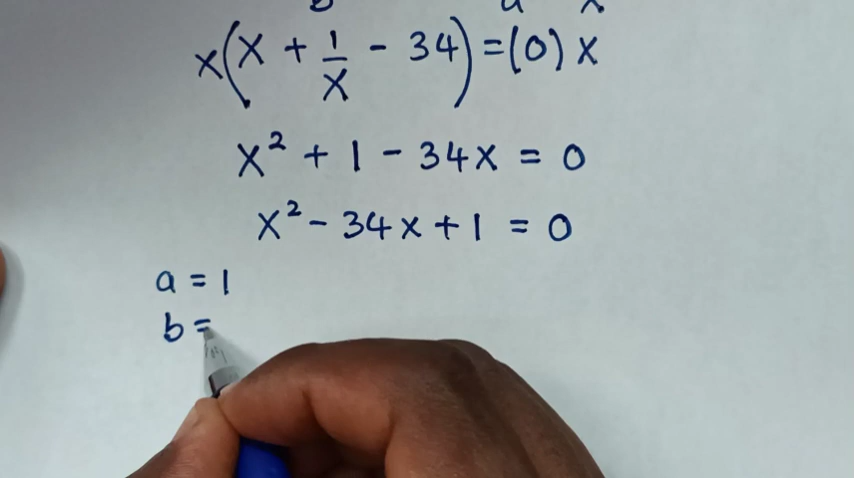 x(x + 1/x - 34) = (0)x
x² + 1 - 34x = 0
x² - 34x + 1 = 0
a = 1
b =